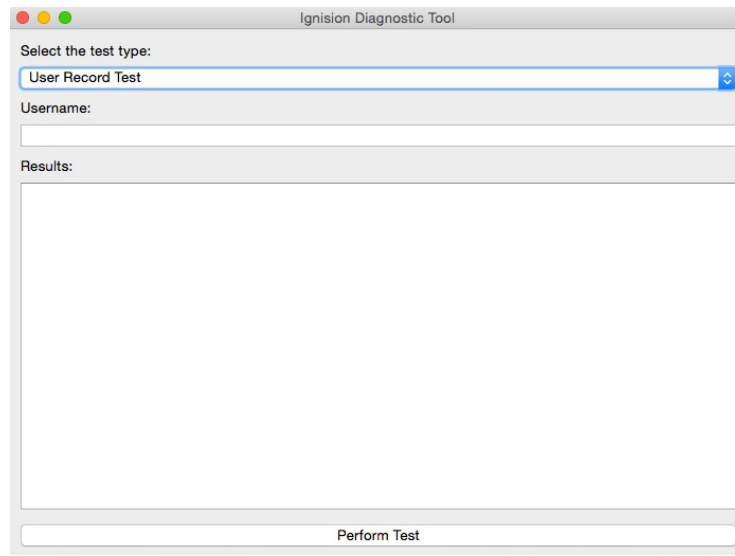 Ignision Diagnostic Tool
Select the test type:
User Record Test
Username:
Results:
Perform Test